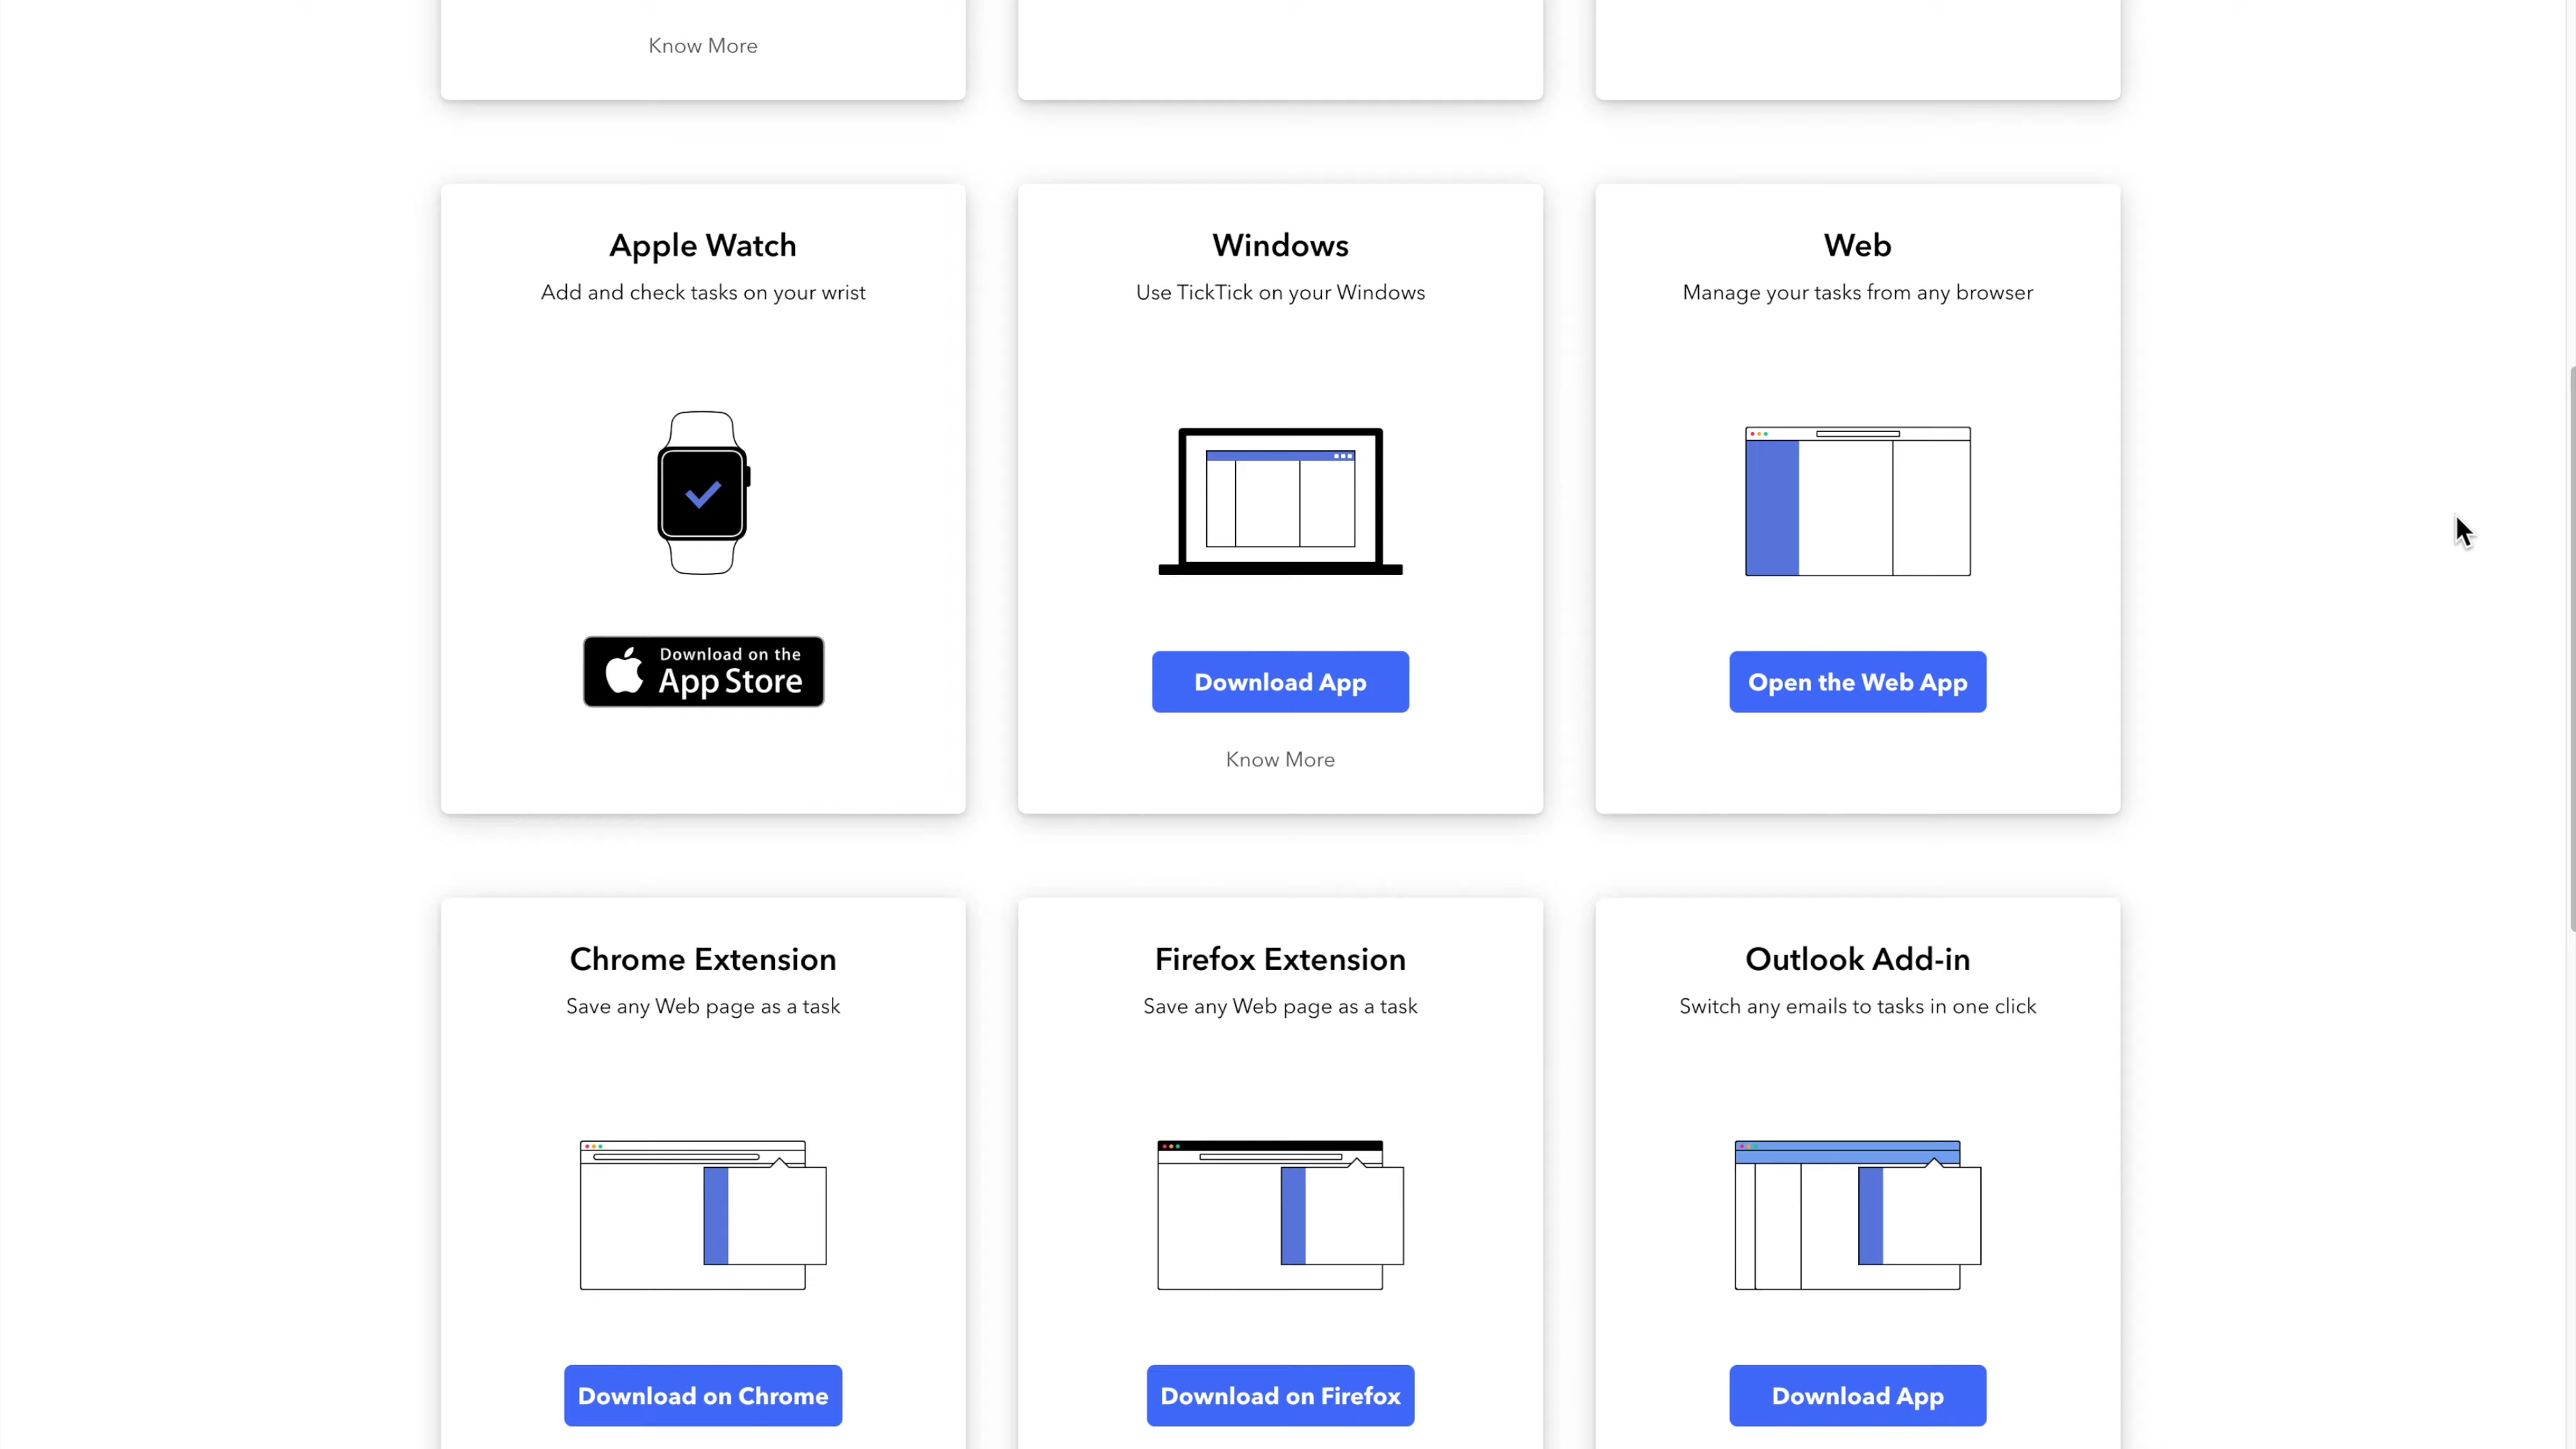 Know More
Apple Watch
Add and check tasks on your wrist
Download on the
App Store
Windows
Use TickTick on your Windows
Download App
Know More
Web
Manage your tasks from any browser
Open the Web App
Chrome Extension
Save any Web page as a task
Download on Chrome
Firefox Extension
Save any Web page as a task
Download on Firefox
Outlook Add-in
Switch any emails to tasks in one click
Download App